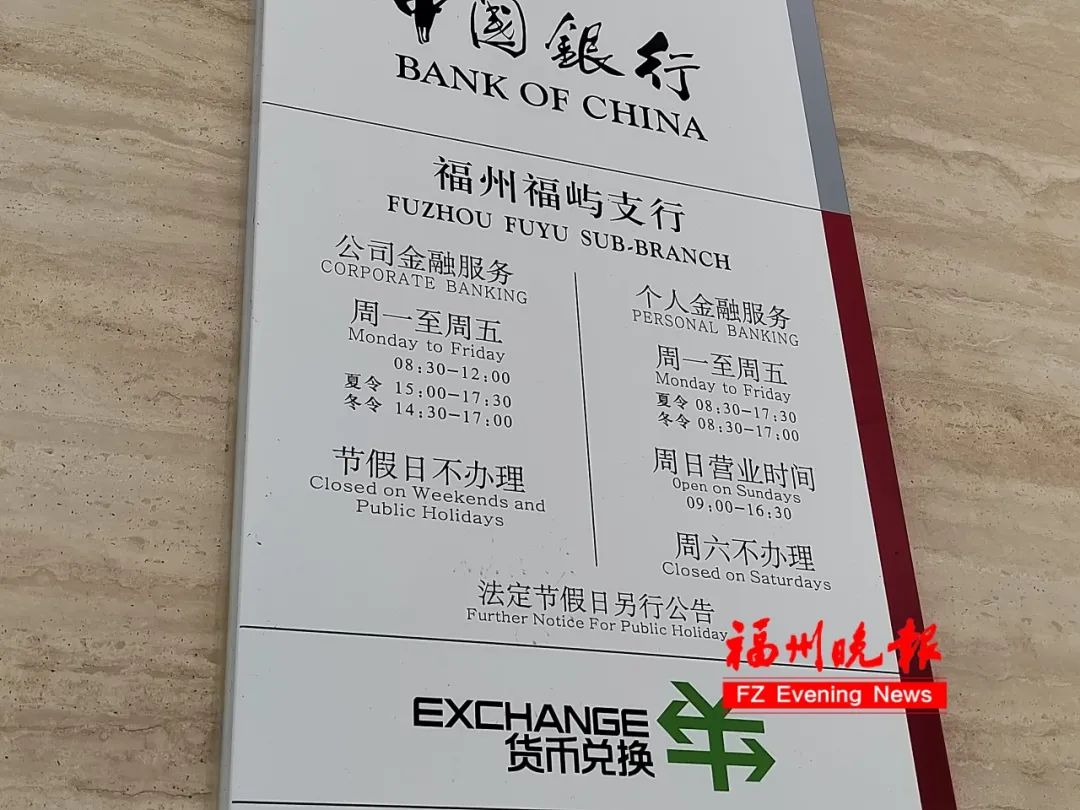 中國銀行
BANK OF CHINA
福州福屿支行
FUZHOU FUYU SUB-BRANCH
公司金融服务
CORPORATE BANKING
周一至周五
Monday to Friday
08:30-12:00
夏令 15:00-17:30
冬令 14:30-17:00
节假日不办理
Closed on Weekends and
Public Holidays
个人金融服务
PERSONAL BANKING
周一至周五
Monday to Friday
夏令 08:30-17:30
冬令 08:30-17:00
周日营业时间
Open on Sundays
09:00-16:30
周六不办理
Closed on Saturdays
法定节假日另行公告
Further Notice For Public Holiday
福州晚报
FZ Evening News
EXCHANGE
货币兑换